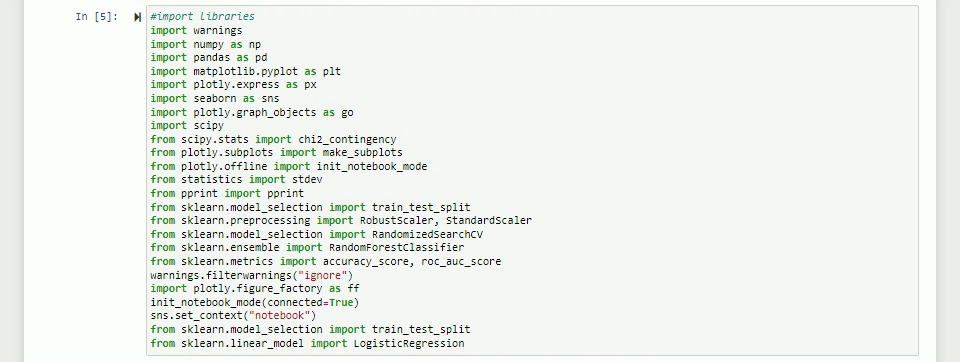 In [5]: #import libraries
import warnings
import numpy as np
import pandas as pd
import matplotlib.pyplot as plt
import plotly.express as px
import seaborn as sns
import plotly.graph_objects as go
import scipy
from scipy.stats import chi2_contingency
from plotly.subplots import make_subplots
from plotly.offline import init_notebook_mode
from statistics import stdev
from pprint import pprint
from sklearn.model_selection import train_test_split
from sklearn.preprocessing import RobustScaler, StandardScaler
from sklearn.model_selection import RandomizedSearchCV
from sklearn.ensemble import RandomForestClassifier
from sklearn.metrics import accuracy_score, roc_auc_score
warnings.filterwarnings("ignore")
import plotly.figure_factory as ff
init_notebook_mode(connected=True)
sns.set_context("notebook")
from sklearn.model_selection import train_test_split
from sklearn.linear_model import LogisticRegression